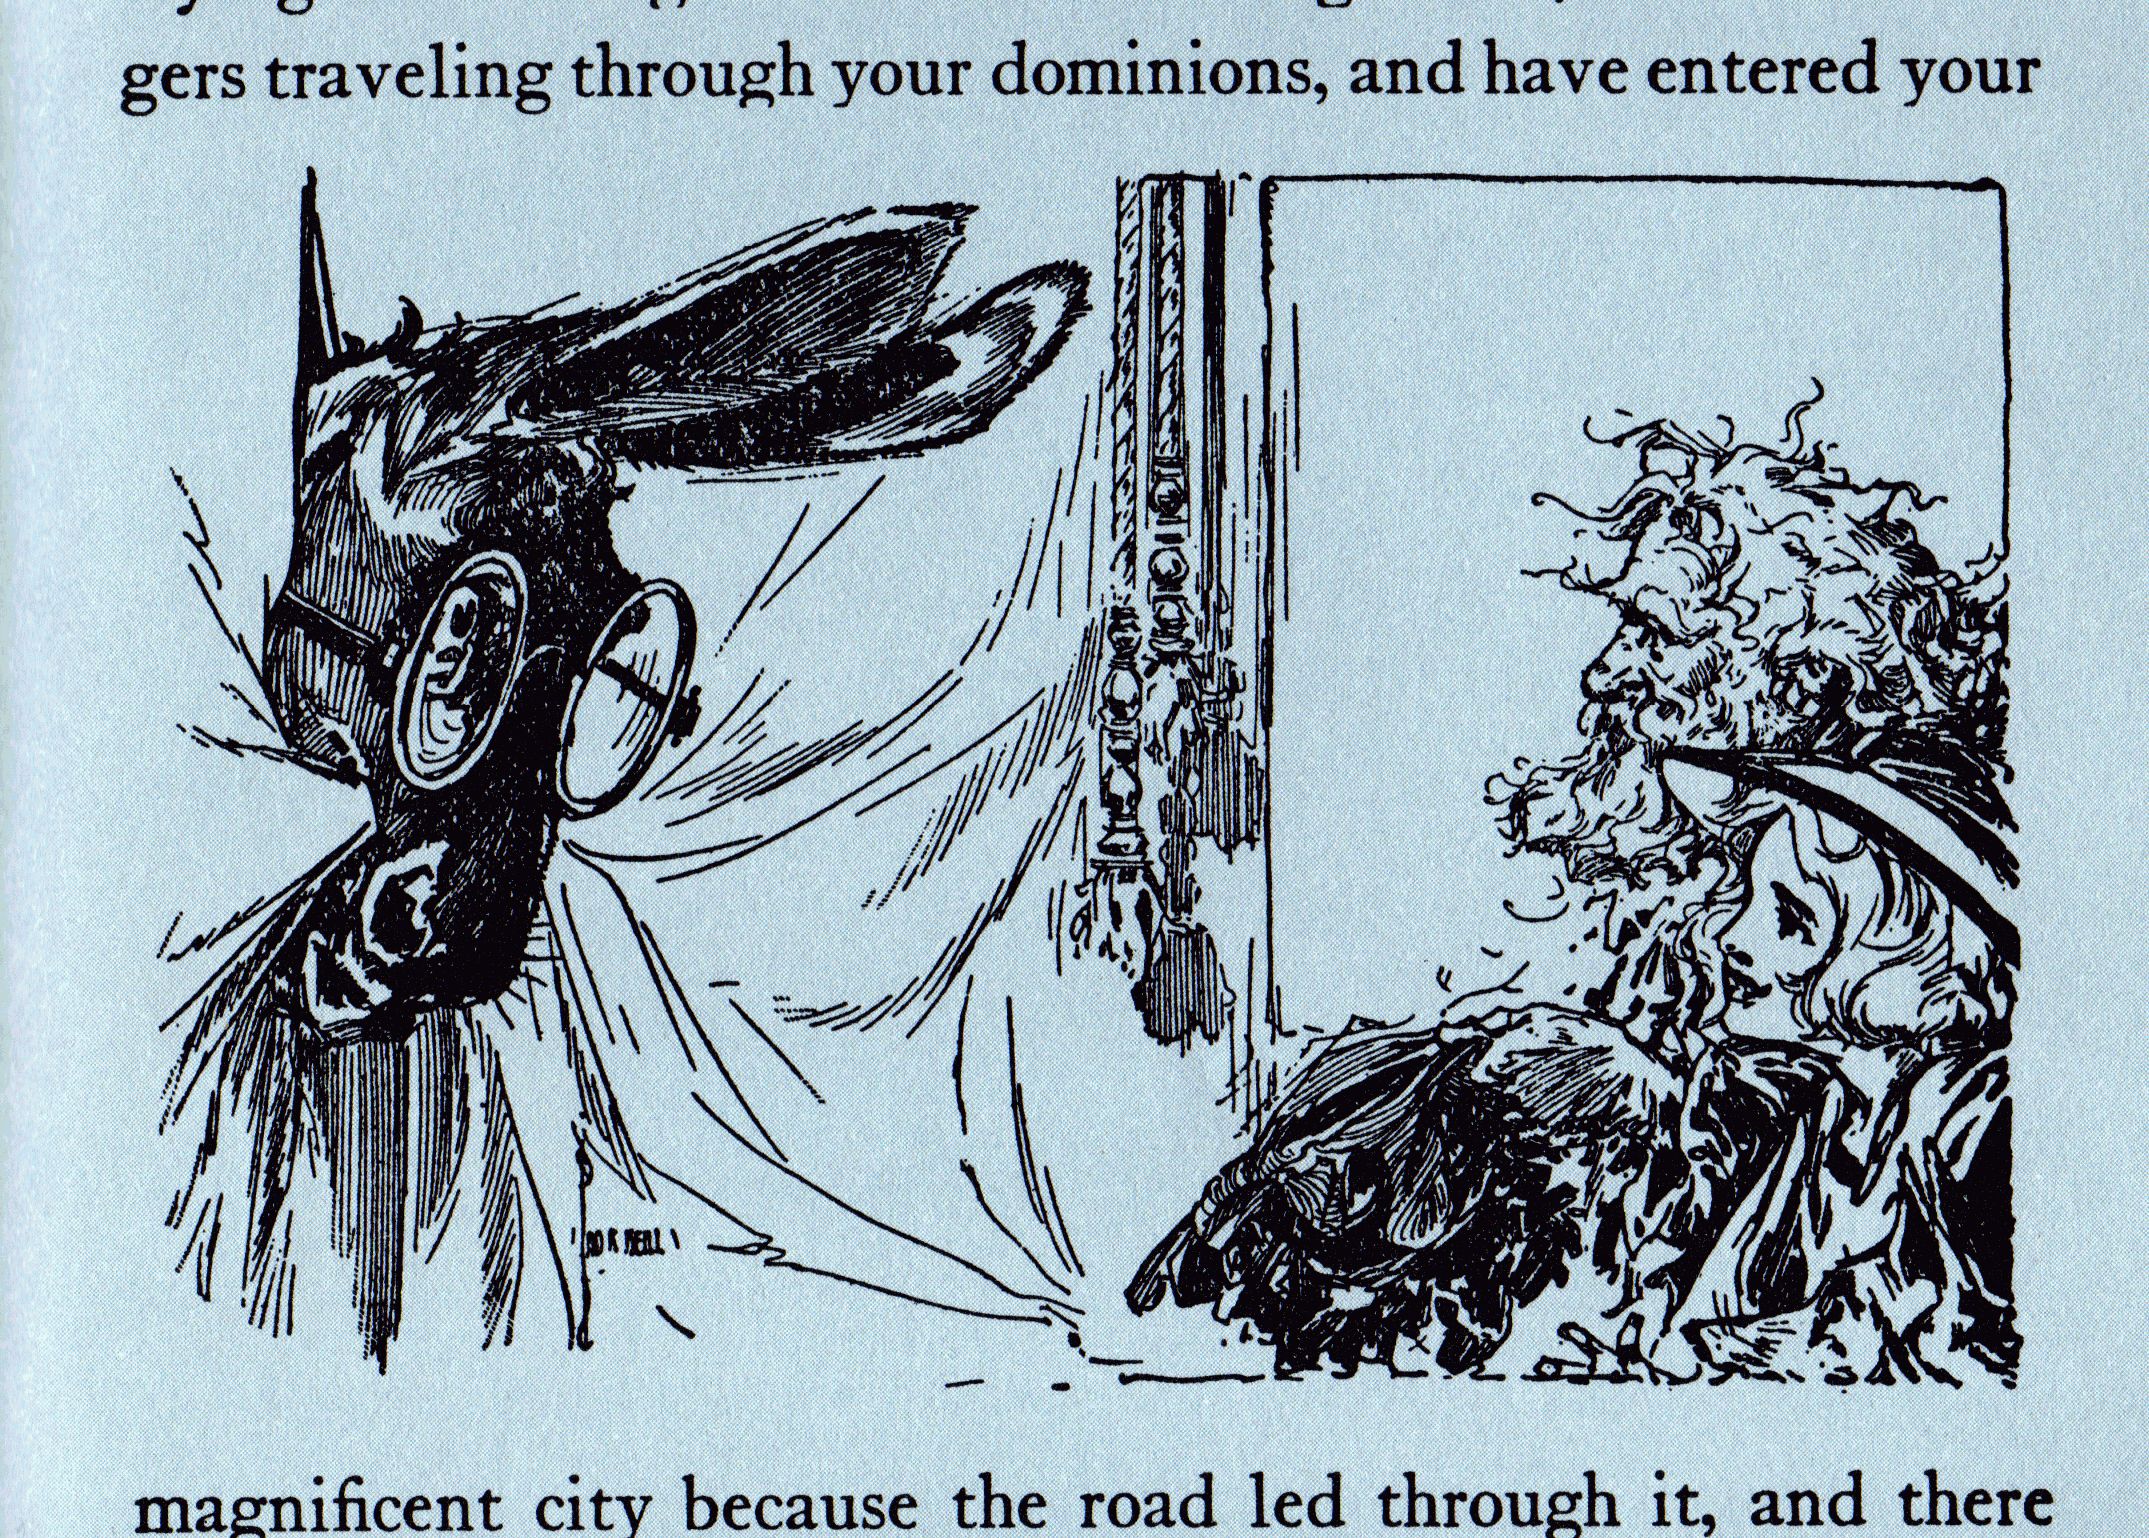 gers traveling through your dominions, and have entered your
magnificent city because the road led through it, and there